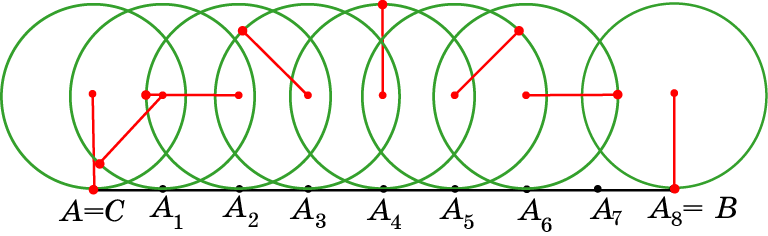 A=C A₁ A₂ A₃ A₄ A₅ A₆ A₇ A₈= B